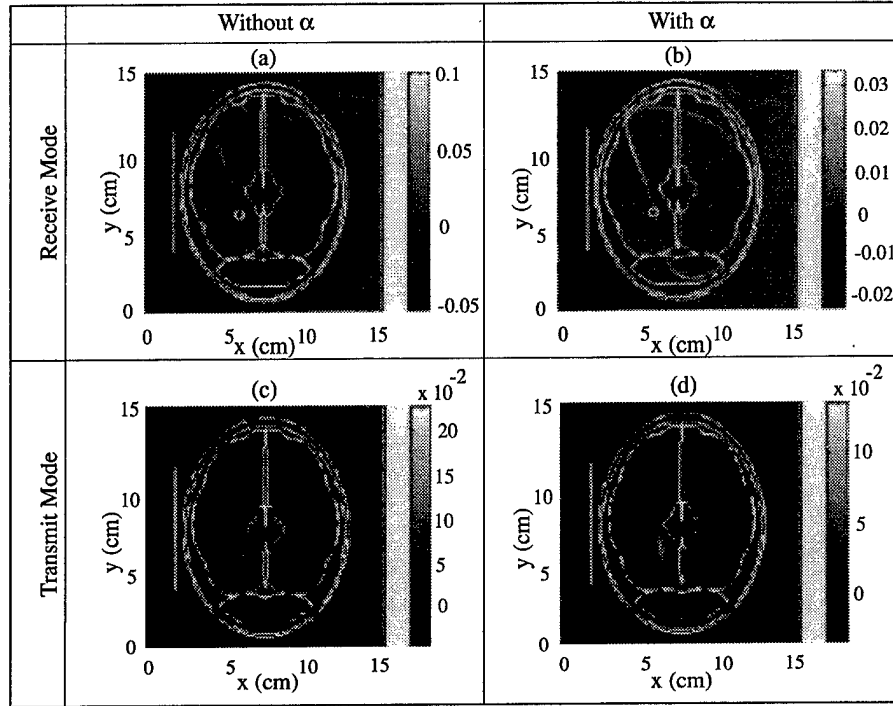 Without α
With α
Receive Mode
(a)
15
10
5
0
y (cm)
0
5
10
15
x (cm)
0.1
0.05
0
-0.05
(b)
15
10
5
0
y (cm)
0
5
10
15
x (cm)
0.03
0.02
0.01
0
-0.01
-0.02
Transmit Mode
(c)
15
10
5
0
y (cm)
0
5
10
15
x (cm)
x 10-2
20
15
10
5
0
(d)
15
10
5
0
y (cm)
0
5
10
15
x (cm)
x 10-2
10
5
0